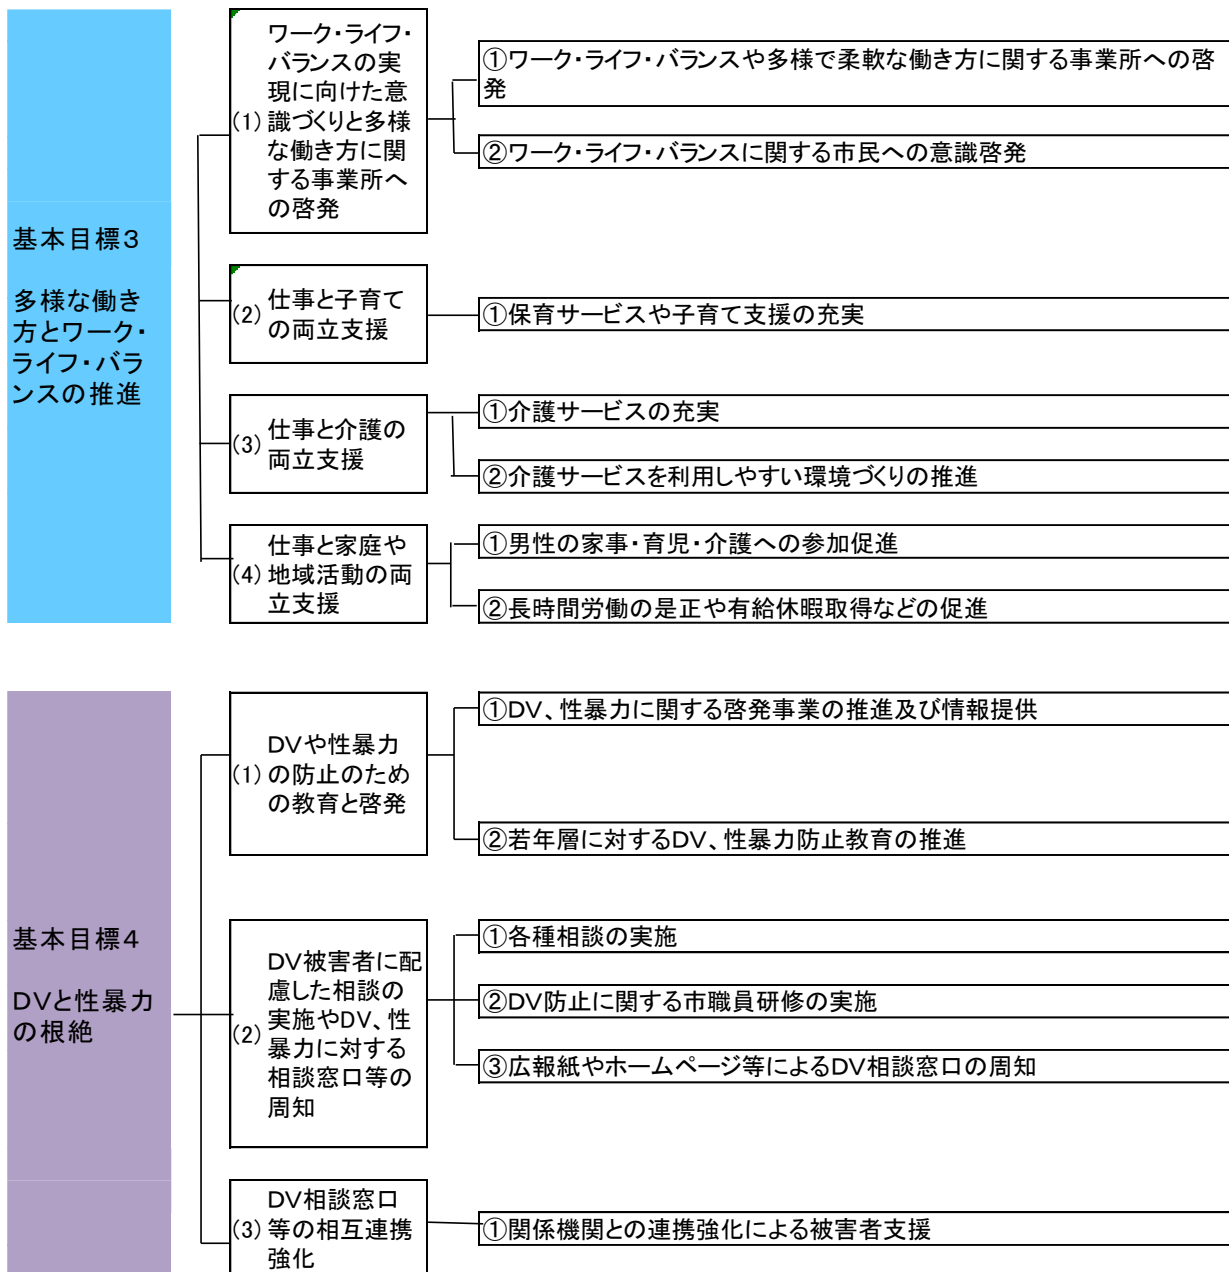 基本目標３
多様な働き
方とワーク・
ライフ・バラ
ンスの推進
(1)
ワーク・ライフ・
バランスの実
現に向けた意
識づくりと多様
な働き方に関
する事業所へ
の啓発
①ワーク・ライフ・バランスや多様で柔軟な働き方に関する事業所への啓
発
②ワーク・ライフ・バランスに関する市民への意識啓発
(2)
仕事と子育て
の両立支援
①保育サービスや子育て支援の充実
(3)
仕事と介護の
両立支援
①介護サービスの充実
②介護サービスを利用しやすい環境づくりの推進
(4)
仕事と家庭や
地域活動の両
立支援
①男性の家事・育児・介護への参加促進
②長時間労働の是正や有給休暇取得などの促進
基本目標４
ＤＶと性暴力
の根絶
(1)
ＤＶや性暴力
の防止のため
の教育と啓発
①ＤＶ、性暴力に関する啓発事業の推進及び情報提供
②若年層に対するＤＶ、性暴力防止教育の推進
(2)
ＤＶ被害者に配
慮した相談の
実施やＤＶ、性
暴力に対する
相談窓口等の
周知
①各種相談の実施
②ＤＶ防止に関する市職員研修の実施
③広報紙やホームページ等によるＤＶ相談窓口の周知
(3)
ＤＶ相談窓口
等の相互連携
強化
①関係機関との連携強化による被害者支援